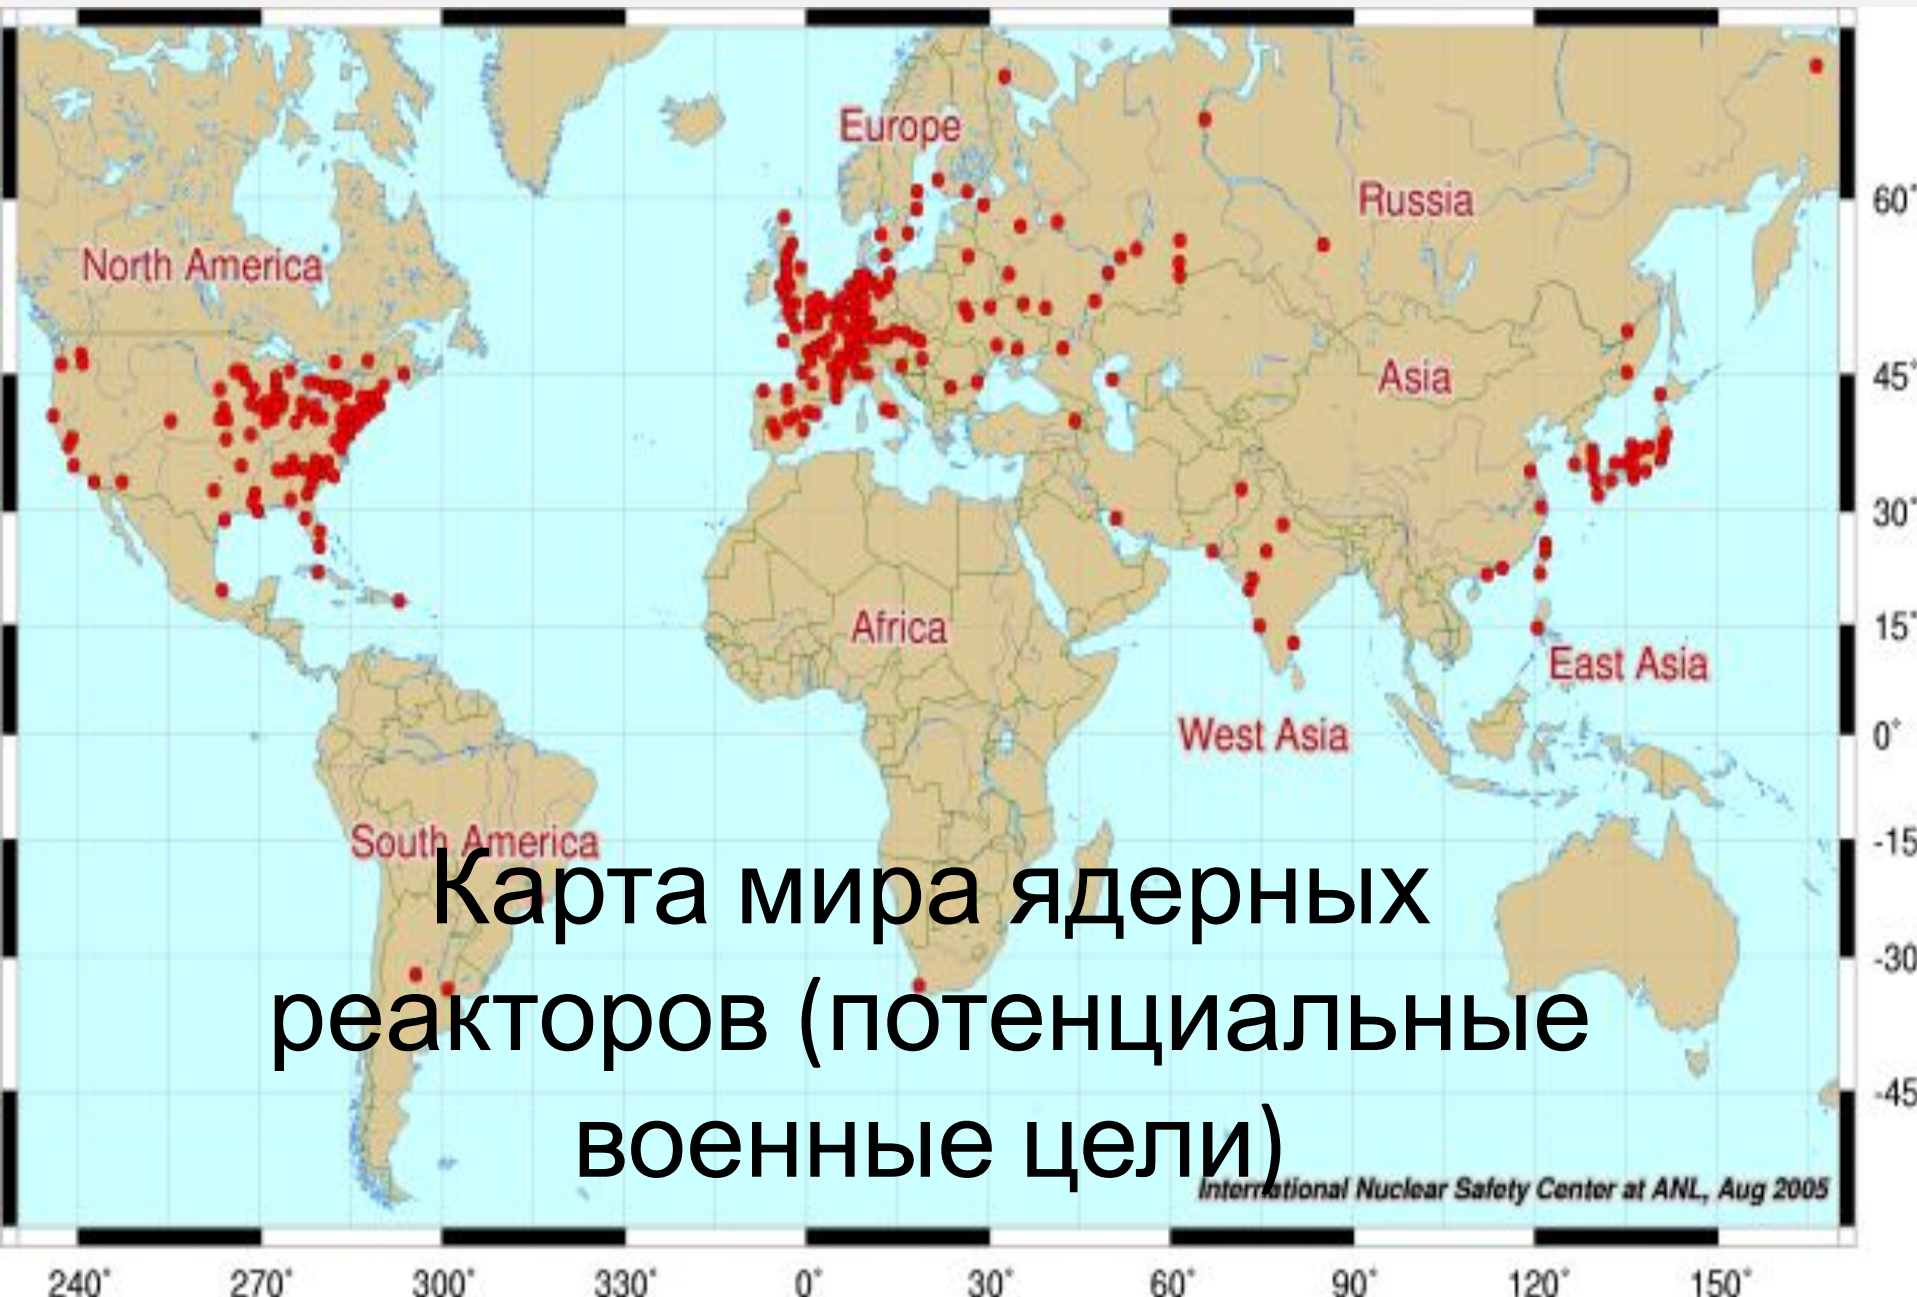 Europe
Russia
North America
Asia
Africa
East Asia
West Asia
South America
Карта мира ядерных
реакторов (потенциальные
военные цели)
International Nuclear Safety Center at ANL, Aug 2005
60°
45°
30°
15°
0°
-15
-30
-45
240° 270° 300° 330° 0° 30° 60° 90° 120° 150°